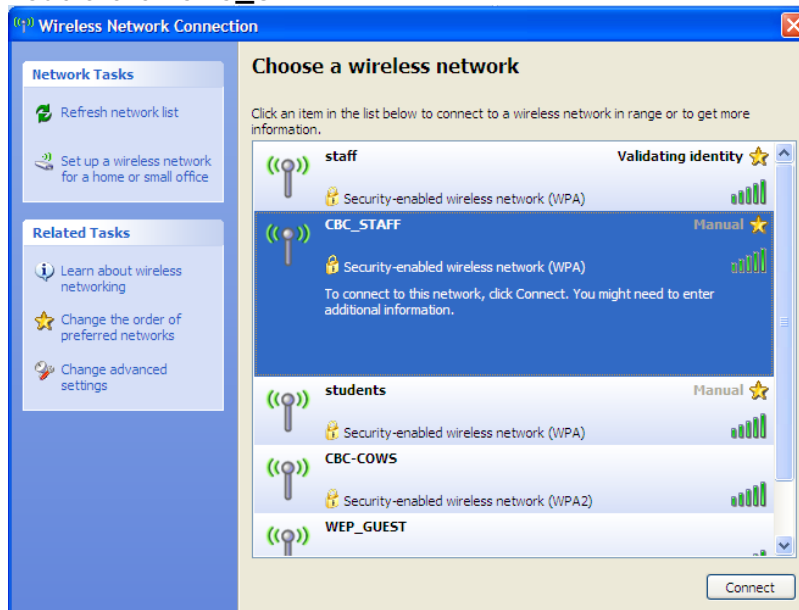 Wireless Network Connection
Network Tasks
Refresh network list
Set up a wireless network
for a home or small office
Related Tasks
Learn about wireless
networking
Change the order of
preferred networks
Change advanced
settings
Choose a wireless network
Click an item in the list below to connect to a wireless network in range or to get more
information.
staff Validating identity
Security-enabled wireless network (WPA)
CBC_STAFF Manual
Security-enabled wireless network (WPA)
To connect to this network, click Connect. You might need to enter
additional information.
students Manual
Security-enabled wireless network (WPA)
CBC-COWS
Security-enabled wireless network (WPA2)
WEP_GUEST
Connect